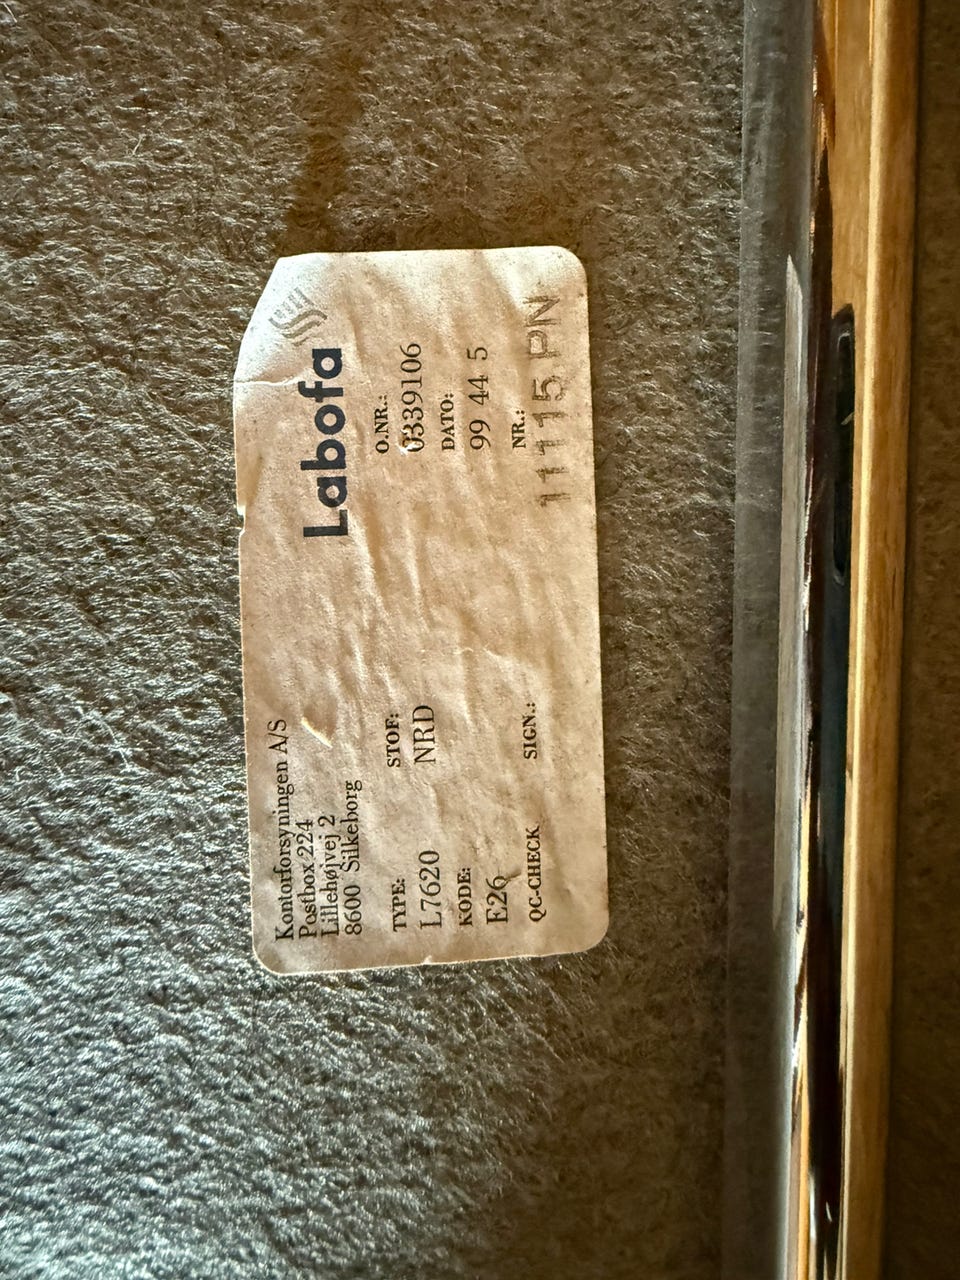 Kontorforsyningen A/S
Postbox 224
Lillehøjvej 2
8600 Silkeborg
Labofa
TYPE: STOF: O.NR.:
L7620 NRD 0339106
KODE: DATO:
E26 99 44 5
QC-CHECK SIGN.: NR.:
11115 PN